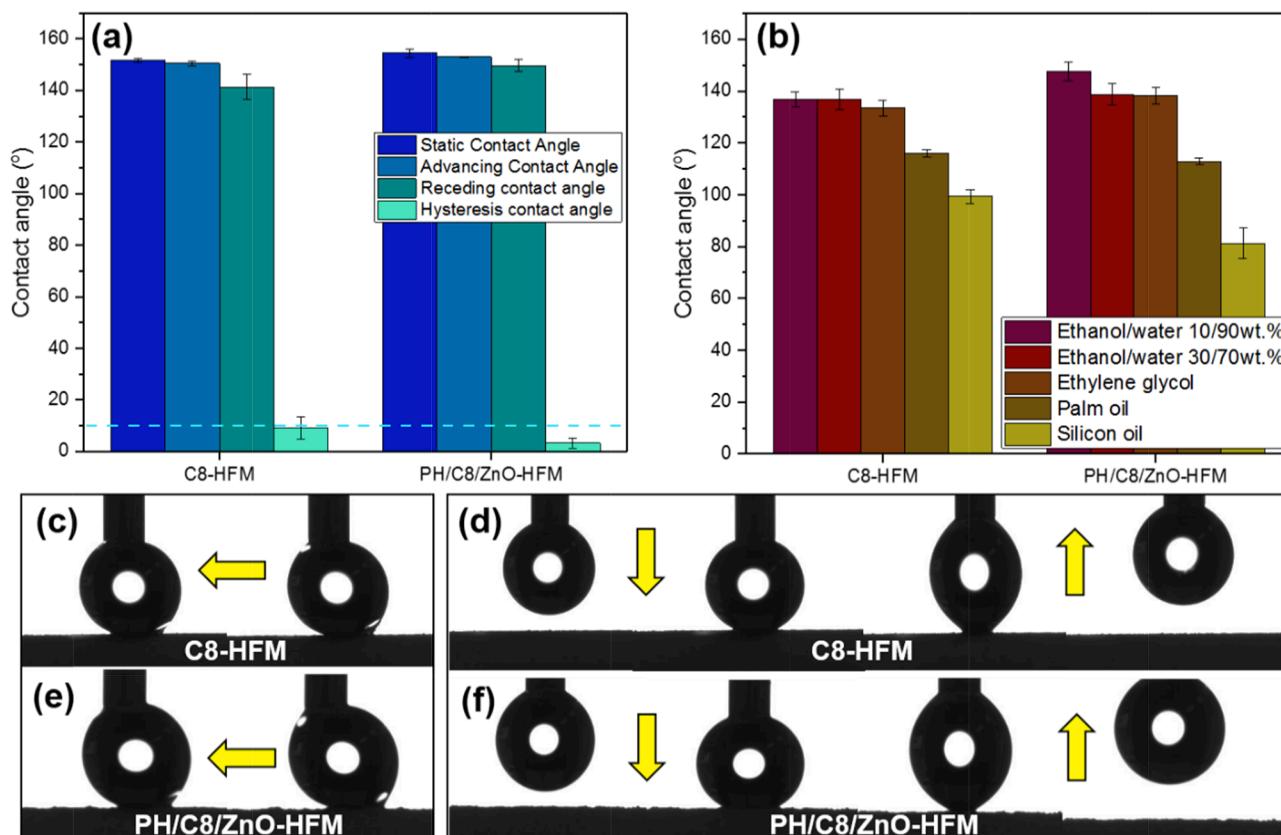 (a)
160
140
120
100
80
60
40
20
0
Contact angle (°)
Static Contact Angle
Advancing Contact Angle
Receding contact angle
Hysteresis contact angle
C8-HFM
PH/C8/ZnO-HFM
(b)
160
140
120
100
80
60
40
20
0
Contact angle (°)
Ethanol/water 10/90wt.%
Ethanol/water 30/70wt.%
Ethylene glycol
Palm oil
Silicon oil
C8-HFM
PH/C8/ZnO-HFM
(c)
C8-HFM
(d)
C8-HFM
(e)
PH/C8/ZnO-HFM
(f)
PH/C8/ZnO-HFM